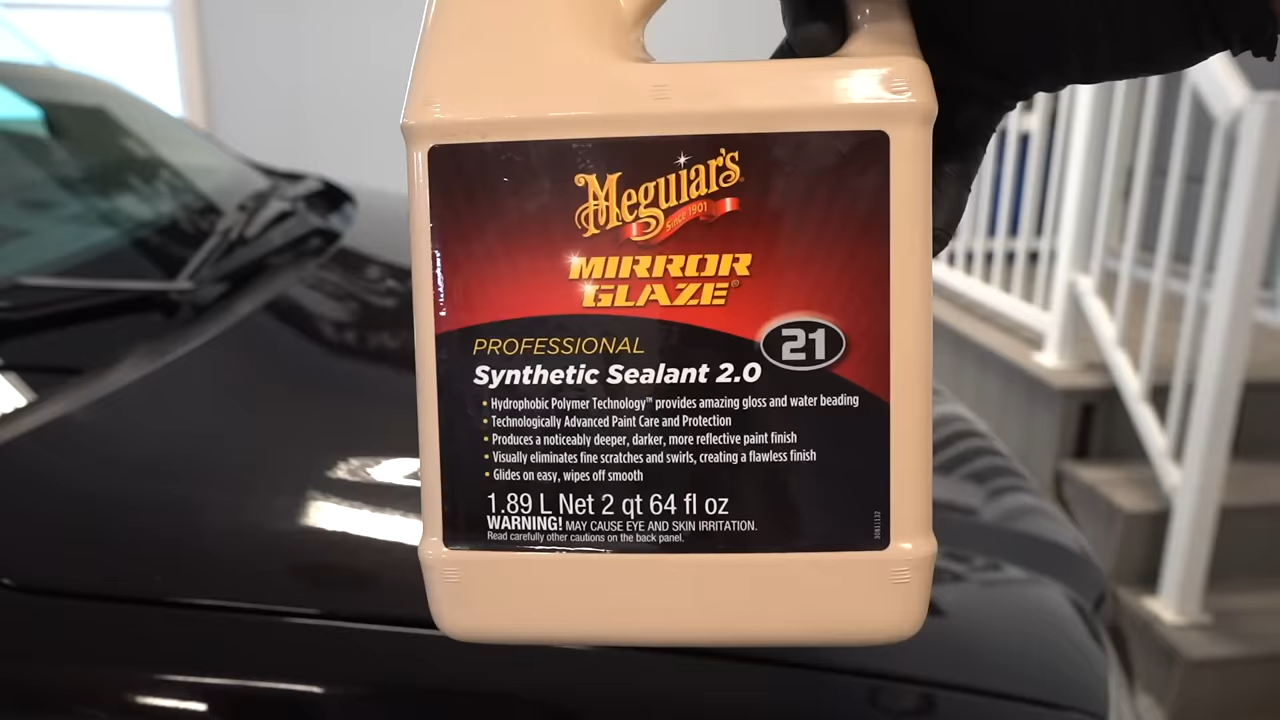 Meguiar's
Since 1901
MIRROR
GLAZE®
21
PROFESSIONAL
Synthetic Sealant 2.0
• Hydrophobic Polymer Technology™ provides amazing gloss and water beading
• Technologically Advanced Paint Care and Protection
• Produces a noticeably deeper, darker, more reflective paint finish
• Visually eliminates fine scratches and swirls, creating a flawless finish
• Glides on easy, wipes off smooth
1.89 L Net 2 qt 64 fl oz
WARNING! MAY CAUSE EYE AND SKIN IRRITATION.
Read carefully other cautions on the back panel.